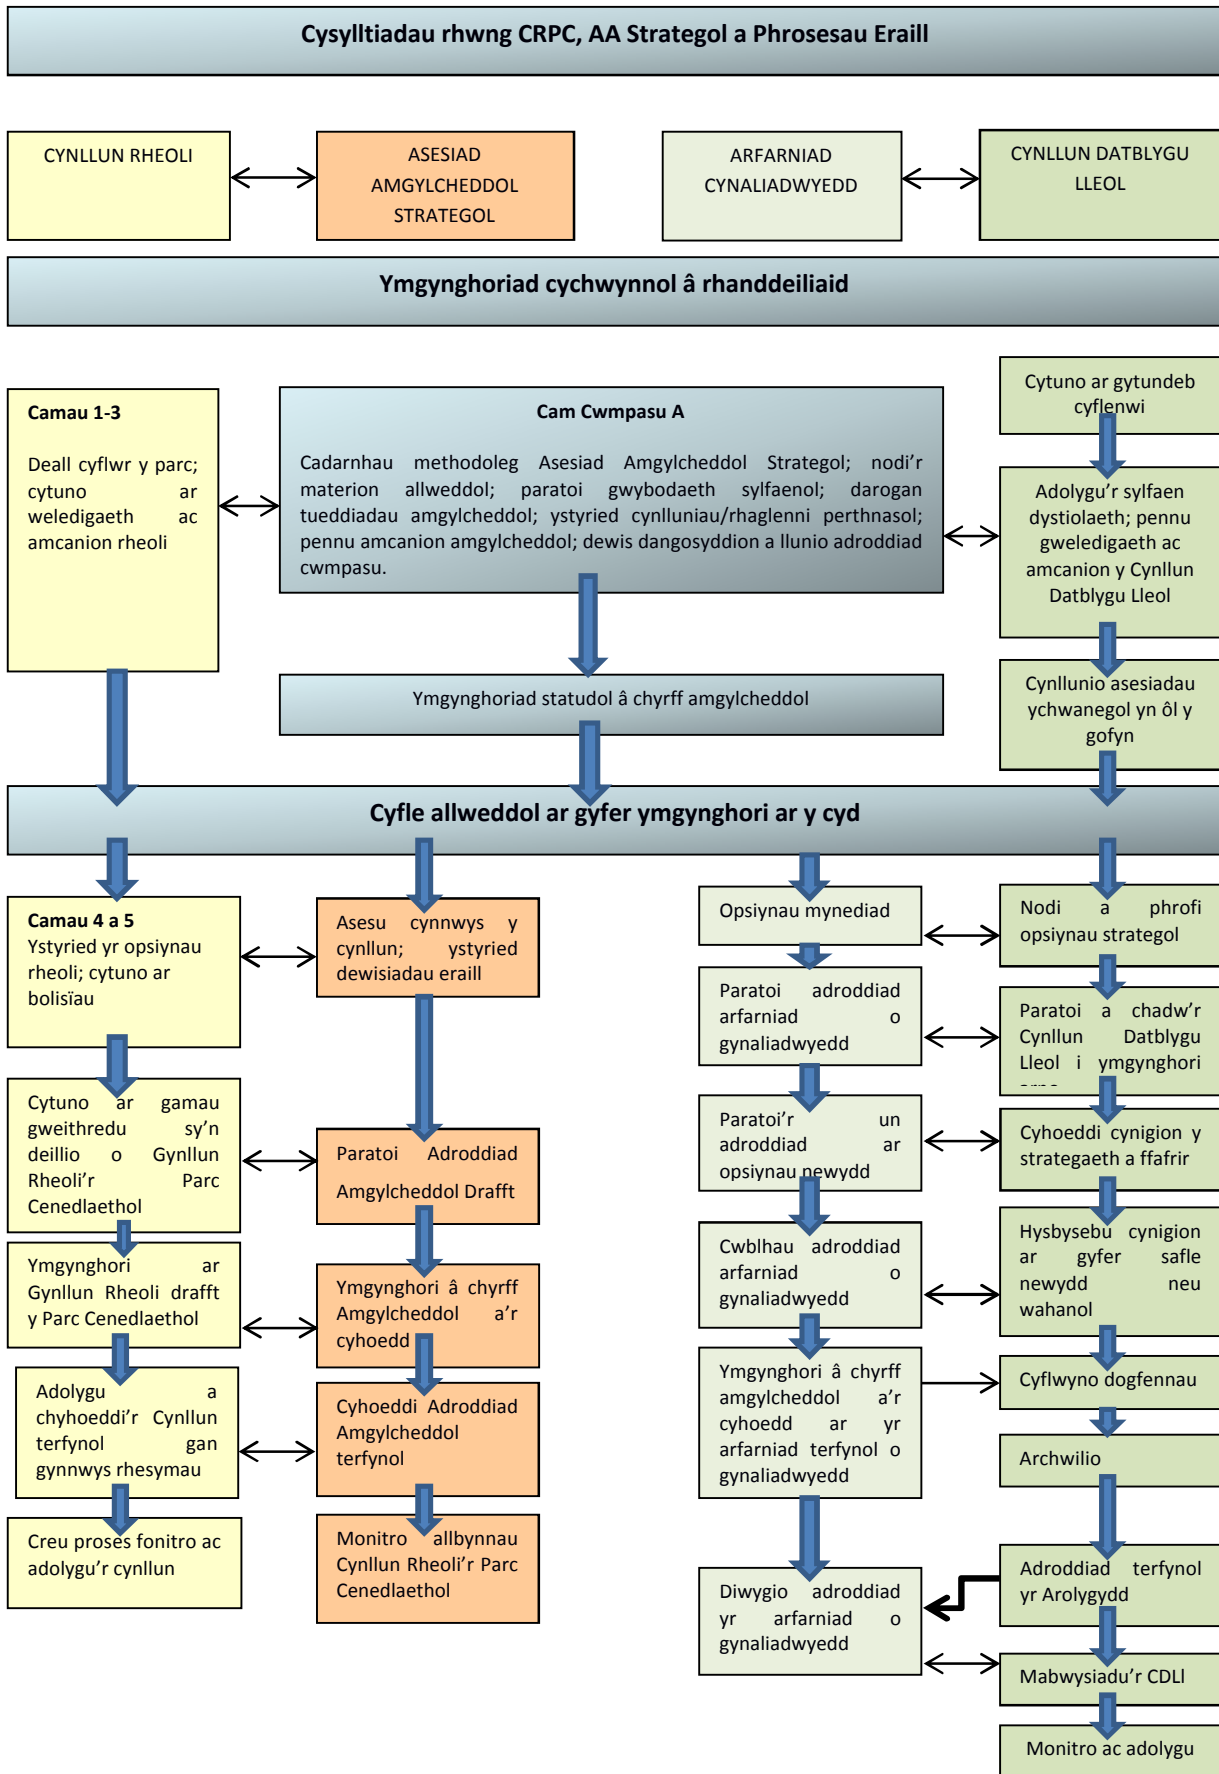 Cysylltiadau rhwng CRPC, AA Strategol a Phrosesau Eraill
CYNLLUN RHEOLI
ASESIAD
AMGYLCHEDDOL
STRATEGOL
ARFARNIAD
CYNALIADWYEDD
CYNLLUN DATBLYGU
LLEOL
Ymgynghoriad cychwynnol â rhanddeiliaid
Camau 1-3
Deall cyflwr y parc;
cytuno ar
weledigaeth ac
amcanion rheoli
Cam Cwmpasu A
Cadarnhau methodoleg Asesiad Amgylcheddol Strategol; nodi'r
materion allweddol; paratoi gwybodaeth sylfaenol; darogan
tueddiadau amgylcheddol; ystyried cynlluniau/rhaglenni perthnasol;
pennu amcanion amgylcheddol; dewis dangosyddion a llunio adroddiad
cwmpasu.
Cytuno ar gytundeb
cyflenwi
Adolygu'r sylfaen
dystiolaeth; pennu
gweledigaeth ac
amcanion y Cynllun
Datblygu Lleol
Ymgynghoriad statudol â chyrff amgylcheddol
Cynllunio asesiadau
ychwanegol yn ôl y
gofyn
Cyfle allweddol ar gyfer ymgynghori ar y cyd
Camau 4 a 5
Ystyried yr opsiynau
rheoli; cytuno ar
bolisïau
Asesu cynnwys y
cynllun; ystyried
dewisiadau eraill
Opsiynau mynediad
Nodi a phrofi
opsiynau strategol
Paratoi adroddiad
arfarniad o
gynaliadwyedd
Paratoi a chadw'r
Cynllun Datblygu
Lleol i ymgynghori
Cytuno ar gamau
gweithredu sy'n
deillio o Gynllun
Rheoli'r Parc
Cenedlaethol
Paratoi Adroddiad
Amgylcheddol Drafft
Paratoi'r un
adroddiad ar
opsiynau newydd
Cyhoeddi cynigion y
strategaeth a ffafrir
Ymgynghori ar
Gynllun Rheoli drafft
y Parc Cenedlaethol
Ymgynghori â chyrff
Amgylcheddol a'r
cyhoedd
Cwblhau adroddiad
arfarniad o
gynaliadwyedd
Hysbysebu cynigion
ar gyfer safle
newydd neu
wahanol
Adolygu a
chyhoeddi'r Cynllun
terfynol gan
gynnwys rhesymau
Cyhoeddi Adroddiad
Amgylcheddol
terfynol
Ymgynghori â chyrff
amgylcheddol a'r
cyhoedd ar yr
arfarniad terfynol o
gynaliadwyedd
Cyflwyno dogfennau
Archwilio
Creu proses fonitro ac
adolygu'r cynllun
Monitro allbynnau
Cynllun Rheoli'r Parc
Cenedlaethol
Diwygio adroddiad
yr arfarniad o
gynaliadwyedd
Adroddiad terfynol
yr Arolygydd
Mabwysiadu'r CDLl
Monitro ac adolygu